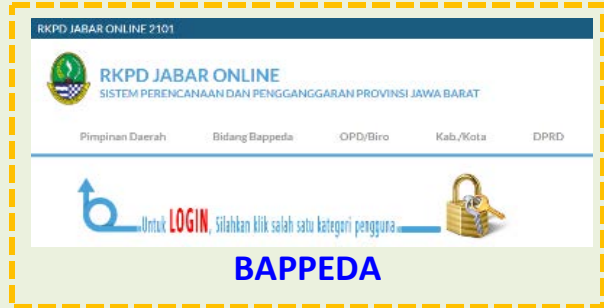 RKPD JABAR ONLINE 2101
RKPD JABAR ONLINE
SISTEM PERENCANAAN DAN PENGGANGGARAN PROVINSI JAWA BARAT
Pimpinan Daerah Bidang Bappeda OPD/Biro Kab./Kota DPRD
Untuk LOGIN, Silahkan klik salah satu kategori pengguna
BAPPEDA